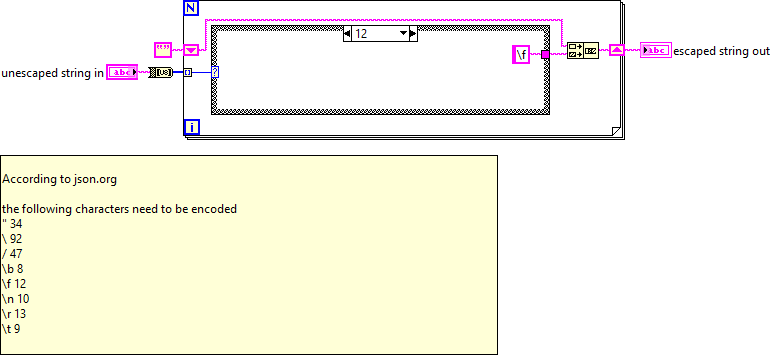 N
12
""
\f
abc
escaped string out
unescaped string in
abc
[U8]
?
i
According to json.org
the following characters need to be encoded
" 34
\ 92
/ 47
\b 8
\f 12
\n 10
\r 13
\t 9